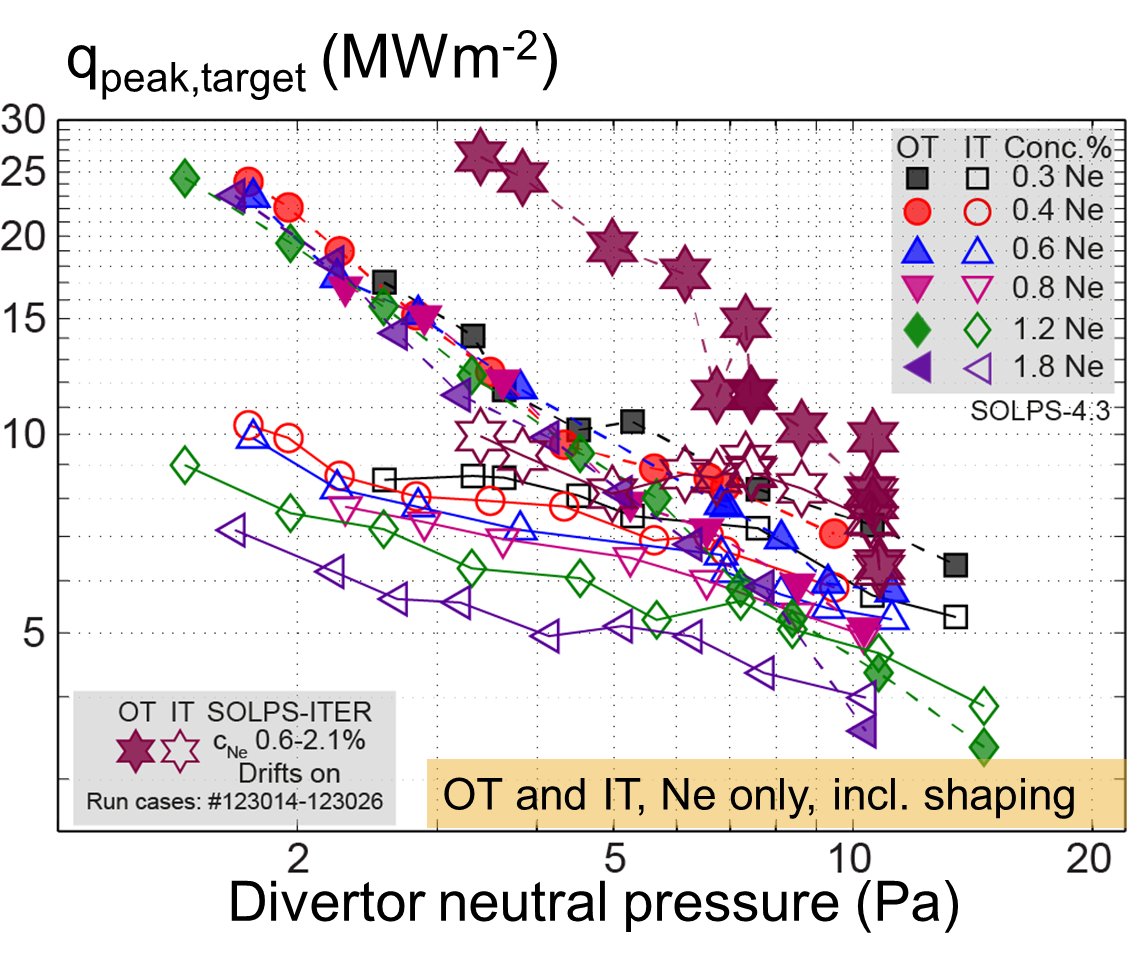 qpeak,target (MWm-2)
30
25
20
15
10
5
OT IT Conc.%
0.3 Ne
0.4 Ne
0.6 Ne
0.8 Ne
1.2 Ne
1.8 Ne
SOLPS-4.3
OT IT SOLPS-ITER
cNe 0.6-2.1%
Drifts on
Run cases: #123014-123026
OT and IT, Ne only, incl. shaping
2 5 10 20
Divertor neutral pressure (Pa)